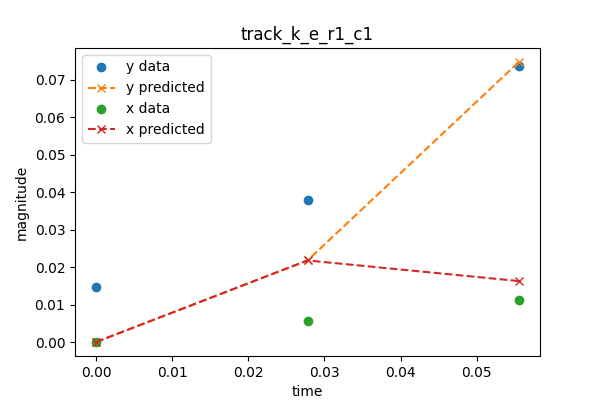 track_k_e_r1_c1
y data
y predicted
x data
x predicted
0.07
0.06
0.05
0.04
0.03
0.02
0.01
0.00
magnitude
0.00 0.01 0.02 0.03 0.04 0.05
time